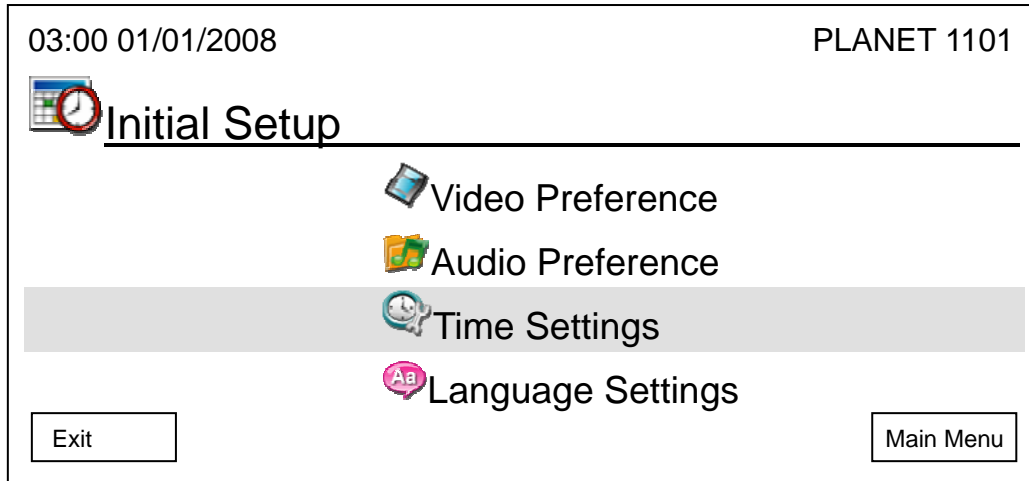 03:00 01/01/2008 PLANET 1101
Initial Setup
Video Preference
Audio Preference
Time Settings
Aa Language Settings
Exit Main Menu